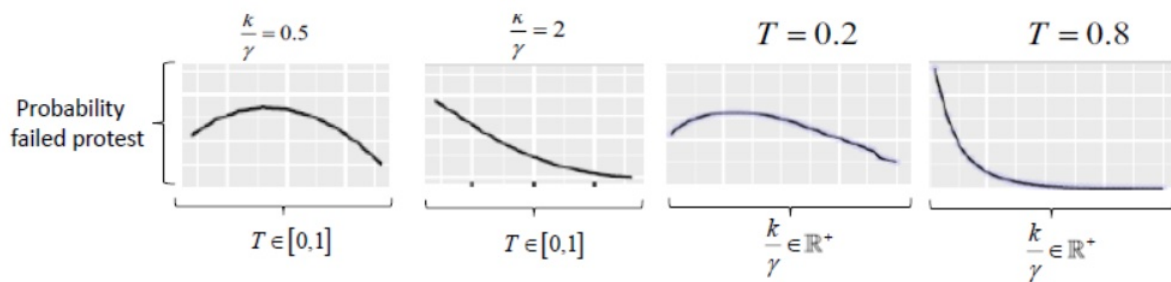 k/γ = 0.5
κ/γ = 2
T = 0.2
T = 0.8
Probability
failed protest
T ∈ [0,1]
T ∈ [0,1]
k/γ ∈ ℝ⁺
k/γ ∈ ℝ⁺